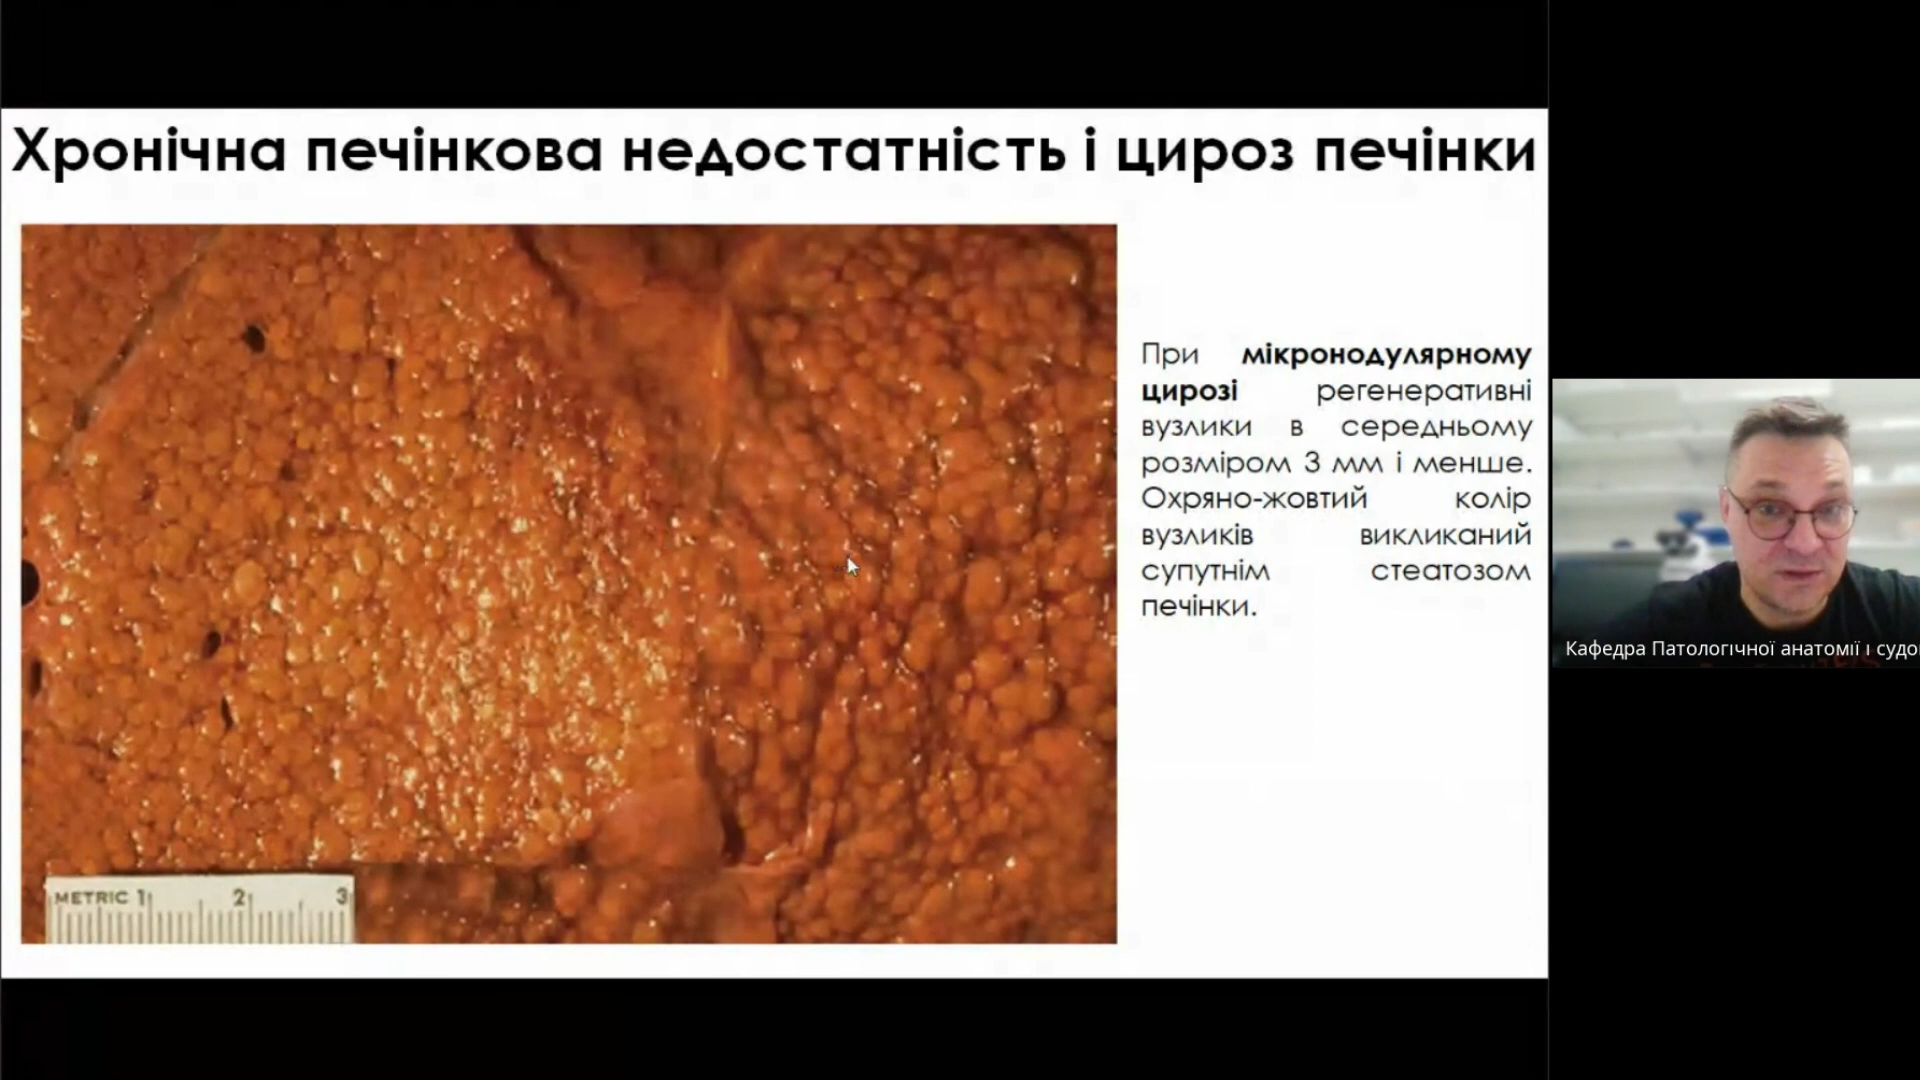 Хронічна печінкова недостатність і цироз печінки
При мікронодулярному
цирозі регенеративні
вузлики в середньому
розміром 3 мм і менше.
Охряно-жовтий колір
вузликів викликаний
супутнім стеатозом
печінки.
METRIC 1 2 3
Кафедра Патологічної анатомії і судо